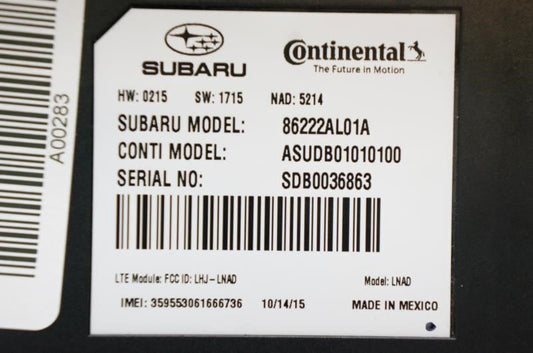 SUBARU
Continental
The Future in Motion
HW: 0215 SW: 1715 NAD: 5214
SUBARU MODEL: 86222AL01A
CONTI MODEL: ASUDB01010100
SERIAL NO: SDB0036863
LTE Module: FCC ID: LHJ-LNAD Model: LNAD
IMEI: 359553061666736 10/14/15 MADE IN MEXICO
A00283